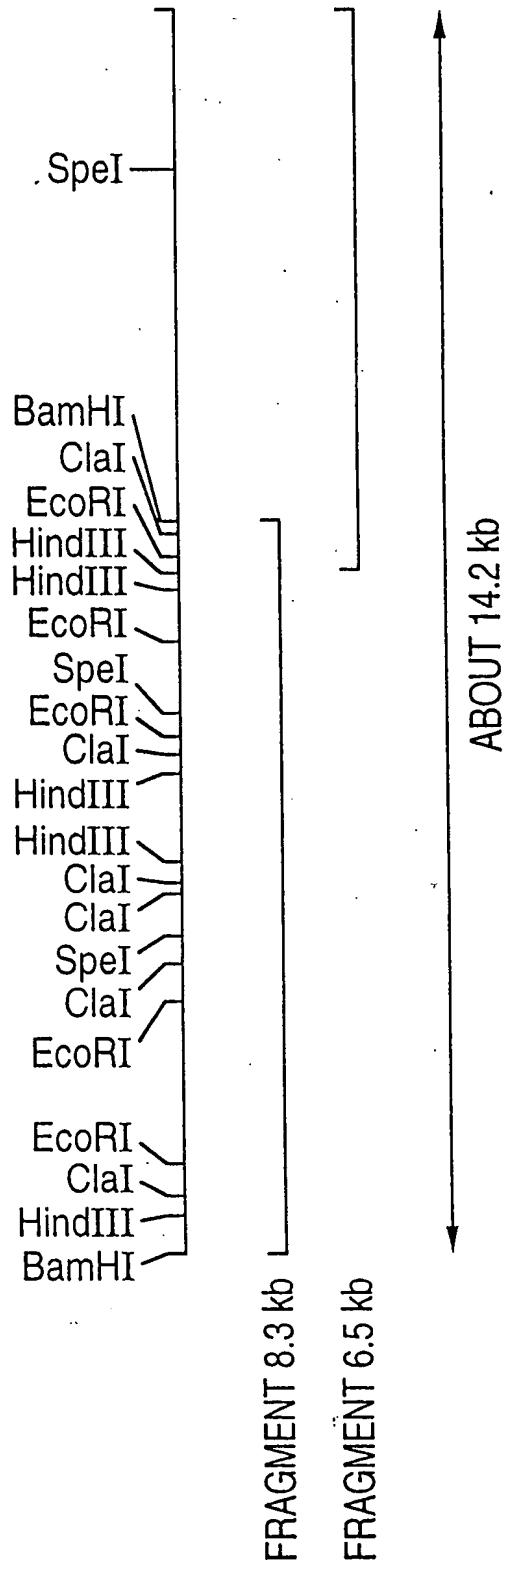 SpeI
BamHI
ClaI
EcoRI
HindIII
HindIII
EcoRI
SpeI
EcoRI
ClaI
HindIII
HindIII
ClaI
ClaI
SpeI
ClaI
EcoRI
EcoRI
ClaI
HindIII
BamHI
FRAGMENT 8.3 kb
FRAGMENT 6.5 kb
ABOUT 14.2 kb